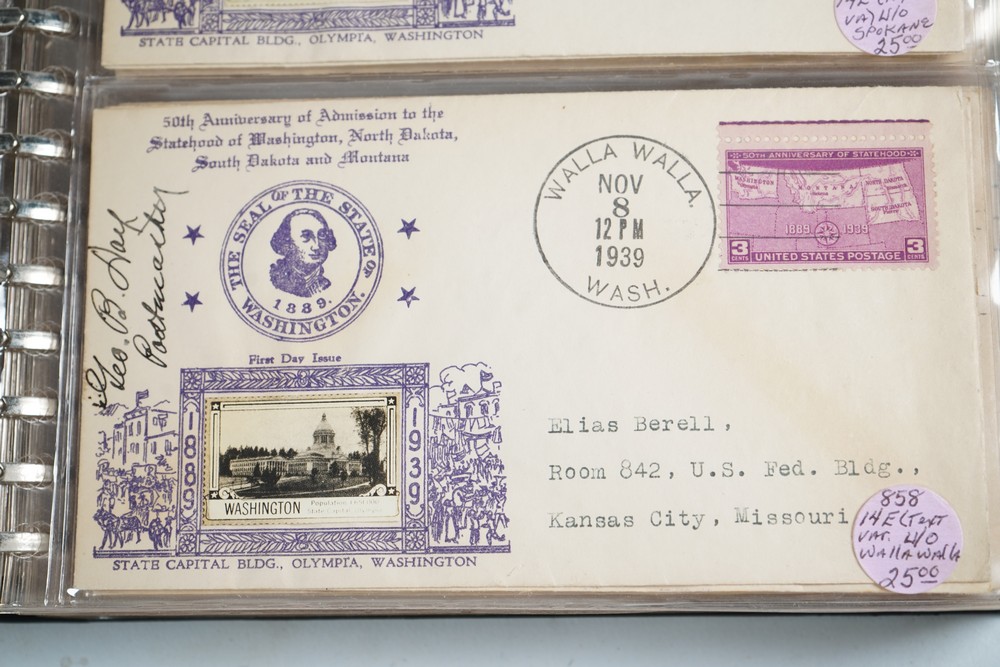 STATE CAPITAL BLDG., OLYMPIA, WASHINGTON
VAR W/O
SPOKANE
25.00
50th Anniversary of Admission to the
Statehood of Washington, North Dakota,
South Dakota and Montana
THE SEAL OF THE STATE OF
WASHINGTON.
1889.
Geo. B. Day
Postmaster
First Day Issue
1889
1939
WASHINGTON
STATE CAPITAL BLDG., OLYMPIA, WASHINGTON
WALLA WALLA,
NOV
8
12 PM
1939
WASH.
50TH ANNIVERSARY OF STATEHOOD
WASHINGTON
MONTANA
NORTH DAKOTA
SOUTH DAKOTA
1889 1939
3 CENTS
UNITED STATES POSTAGE
3 CENTS
Elias Berell,
Room 842, U.S. Fed. Bldg.,
Kansas City, Missouri
858
14E (Text
VAR. W/O
WALLA WALLA
25.00